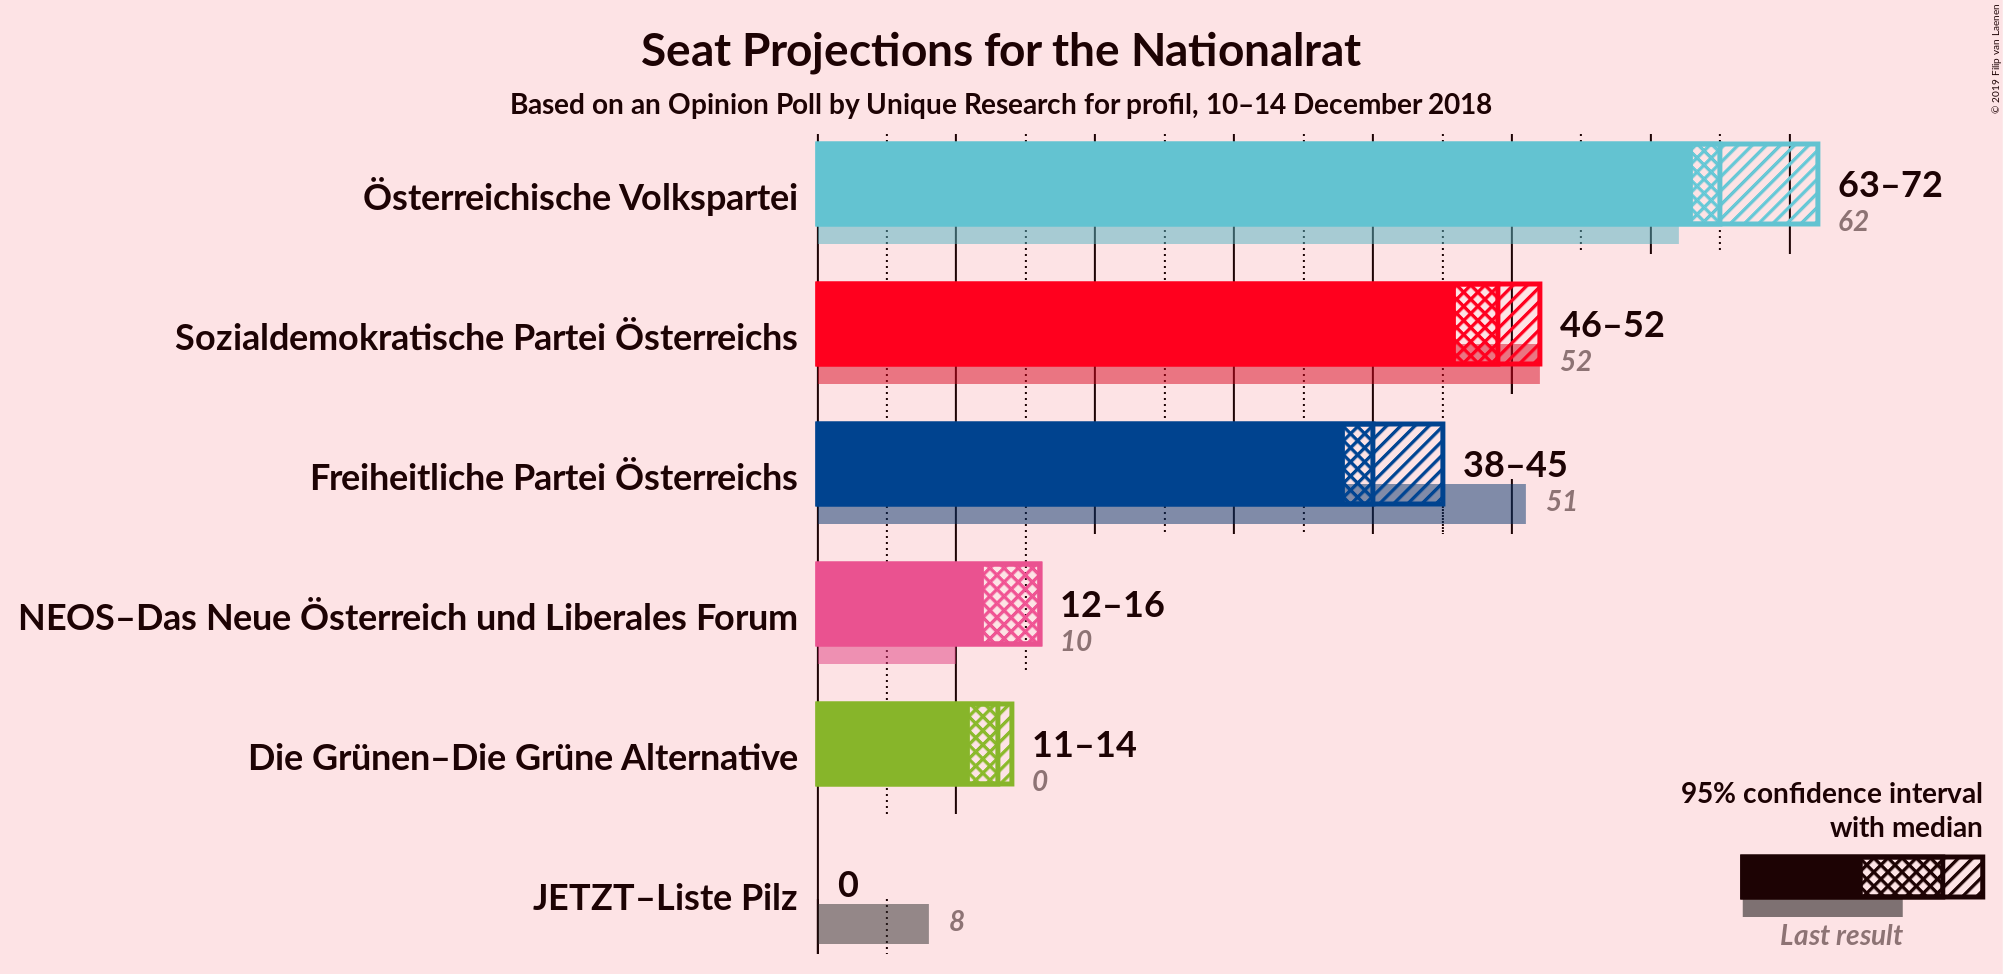 Seat Projections for the Nationalrat
Based on an Opinion Poll by Unique Research for profil, 10–14 December 2018
© 2019 Filip van Laenen
Österreichische Volkspartei
63–72
62
Sozialdemokratische Partei Österreichs
46–52
52
Freiheitliche Partei Österreichs
38–45
51
NEOS–Das Neue Österreich und Liberales Forum
12–16
10
Die Grünen–Die Grüne Alternative
11–14
0
JETZT–Liste Pilz
0
8
95% confidence interval
with median
Last result